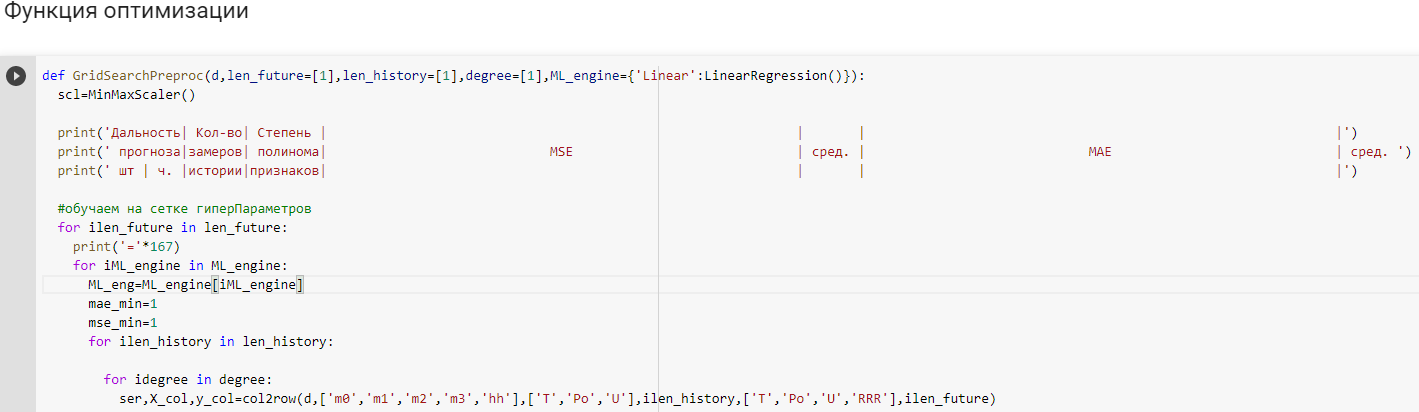 Функция оптимизации
def GridSearchPreproc(d,len_future=[1],len_history=[1],degree=[1],ML_engine={'Linear':LinearRegression()}):
scl=MinMaxScaler()
print('Дальность| Кол-во| Степень |                              |       |                                                              |')
print(' прогноза|замеров| полинома|                             MSE                              | сред. |                             MAE                              | сред. ')
print(' шт | ч. |истории|признаков|                              |       |                                                              |')
#обучаем на сетке гиперПараметров
for ilen_future in len_future:
print('='*167)
for iML_engine in ML_engine:
ML_eng=ML_engine[iML_engine]
mae_min=1
mse_min=1
for ilen_history in len_history:
for idegree in degree:
ser,X_col,y_col=col2row(d,['m0','m1','m2','m3','hh'],['T','Po','U'],ilen_history,['T','Po','U','RRR'],ilen_future)